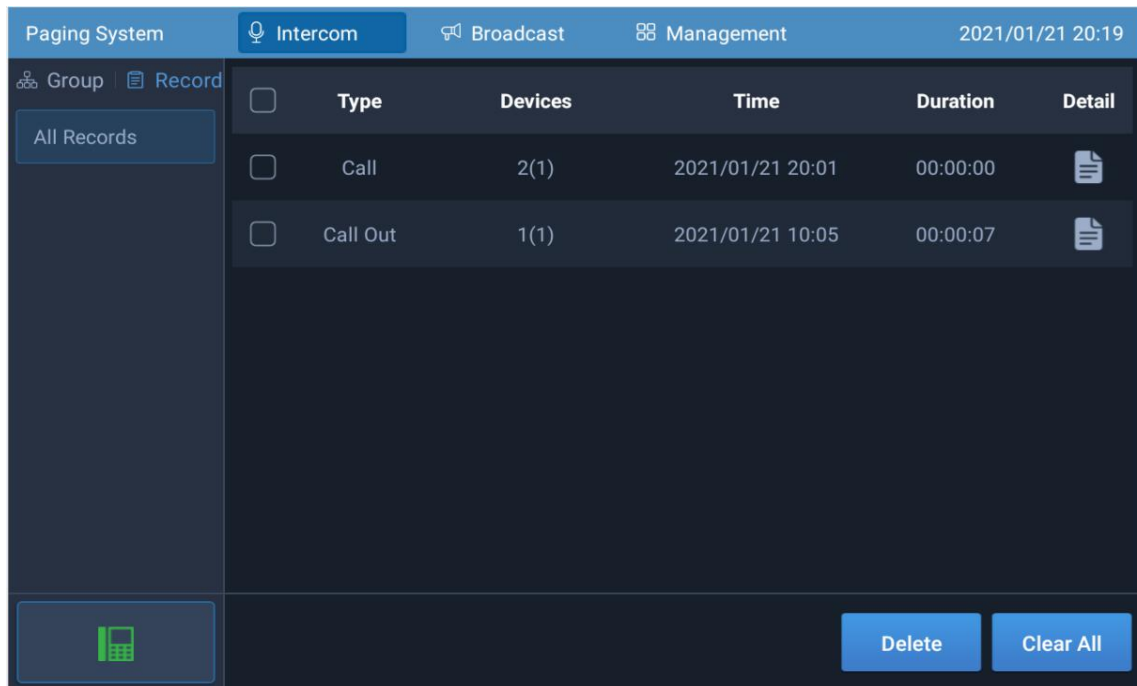 Paging System Intercom Broadcast Management 2021/01/21 20:19
Group Record
All Records
Type Devices Time Duration Detail
Call 2(1) 2021/01/21 20:01 00:00:00
Call Out 1(1) 2021/01/21 10:05 00:00:07
Delete Clear All